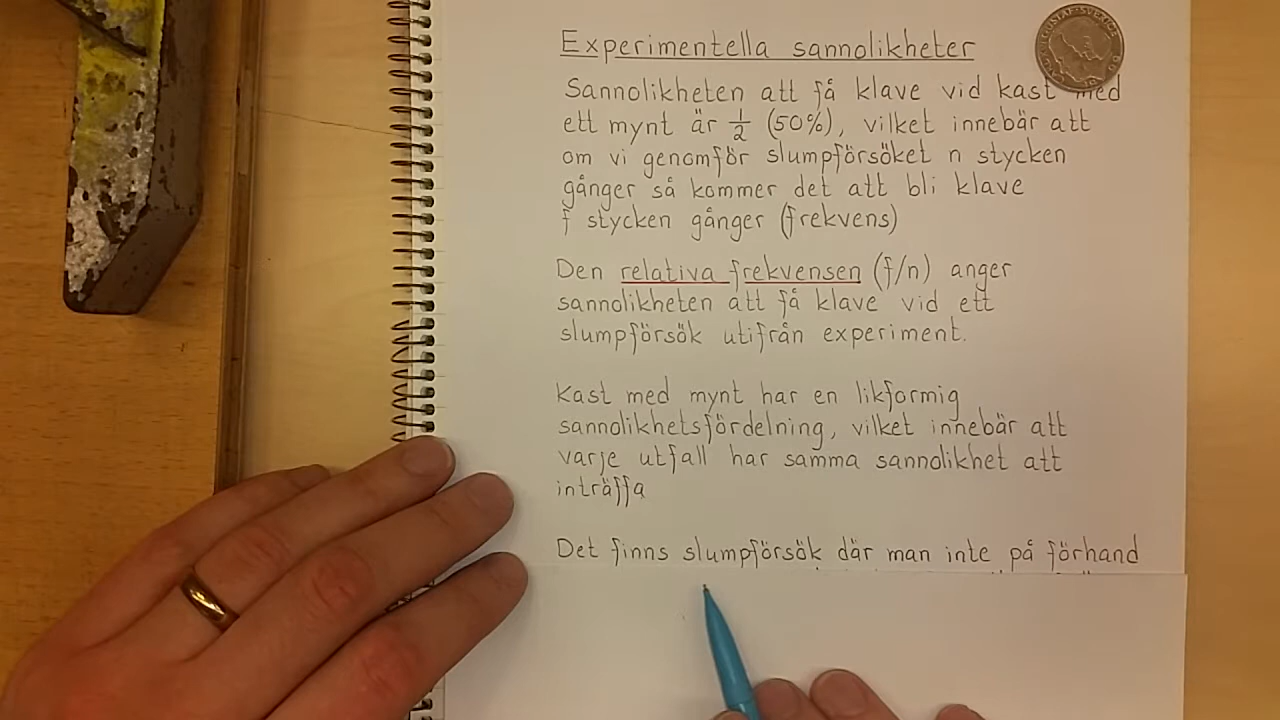 Experimentella sannolikheter
Sannolikheten att få klave vid kast med
ett mynt är 1/2 (50%), vilket innebär att
om vi genomför slumpförsöket n stycken
gånger så kommer det att bli klave
f stycken gånger (frekvens)
Den relativa frekvensen (f/n) anger
sannolikheten att få klave vid ett
slumpförsök utifrån experiment.
Kast med mynt har en likformig
sannolikhetsfördelning, vilket innebär att
varje utfall har samma sannolikhet att
inträffa
Det finns slumpförsök där man inte på förhand